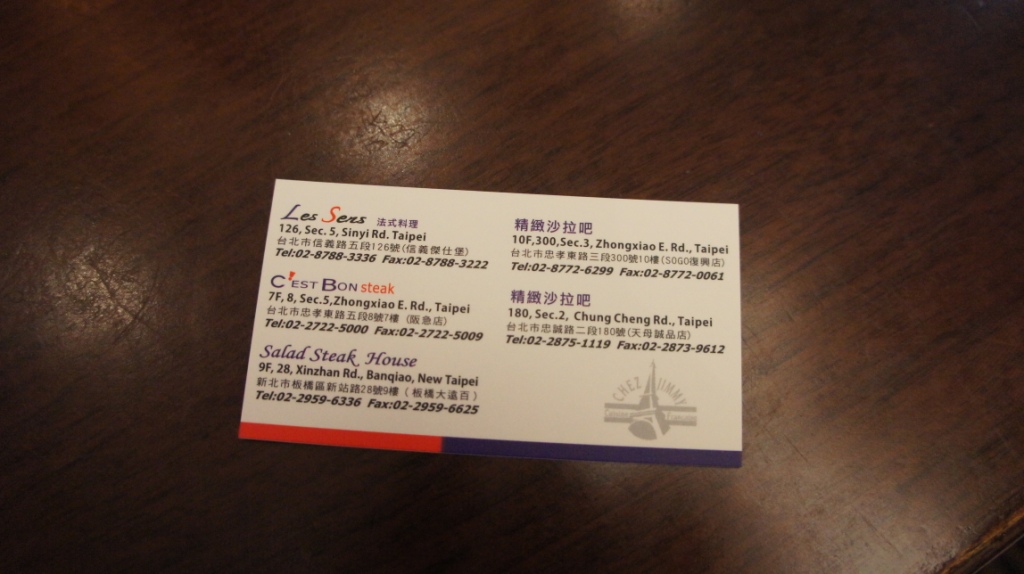 Les Sens 法式料理
126, Sec. 5, Sinyi Rd. Taipei
台北市信義路五段126號(信義傑仕堡)
Tel:02-8788-3336 Fax:02-8788-3222
C'EST BON steak
7F, 8, Sec.5,Zhongxiao E. Rd., Taipei
台北市忠孝東路五段8號7樓 (阪急店)
Tel:02-2722-5000 Fax:02-2722-5009
Salad Steak House
9F, 28, Xinzhan Rd., Banqiao, New Taipei
新北市板橋區新站路28號9樓 (板橋大遠百)
Tel:02-2959-6336 Fax:02-2959-6625
精緻沙拉吧
10F,300,Sec.3, Zhongxiao E. Rd., Taipei
台北市忠孝東路三段300號10樓(SOGO復興店)
Tel:02-8772-6299 Fax:02-8772-0061
精緻沙拉吧
180, Sec.2, Chung Cheng Rd., Taipei
台北市忠誠路二段180號(天母誠品店)
Tel:02-2875-1119 Fax:02-2873-9612
CHEZ JIMMY